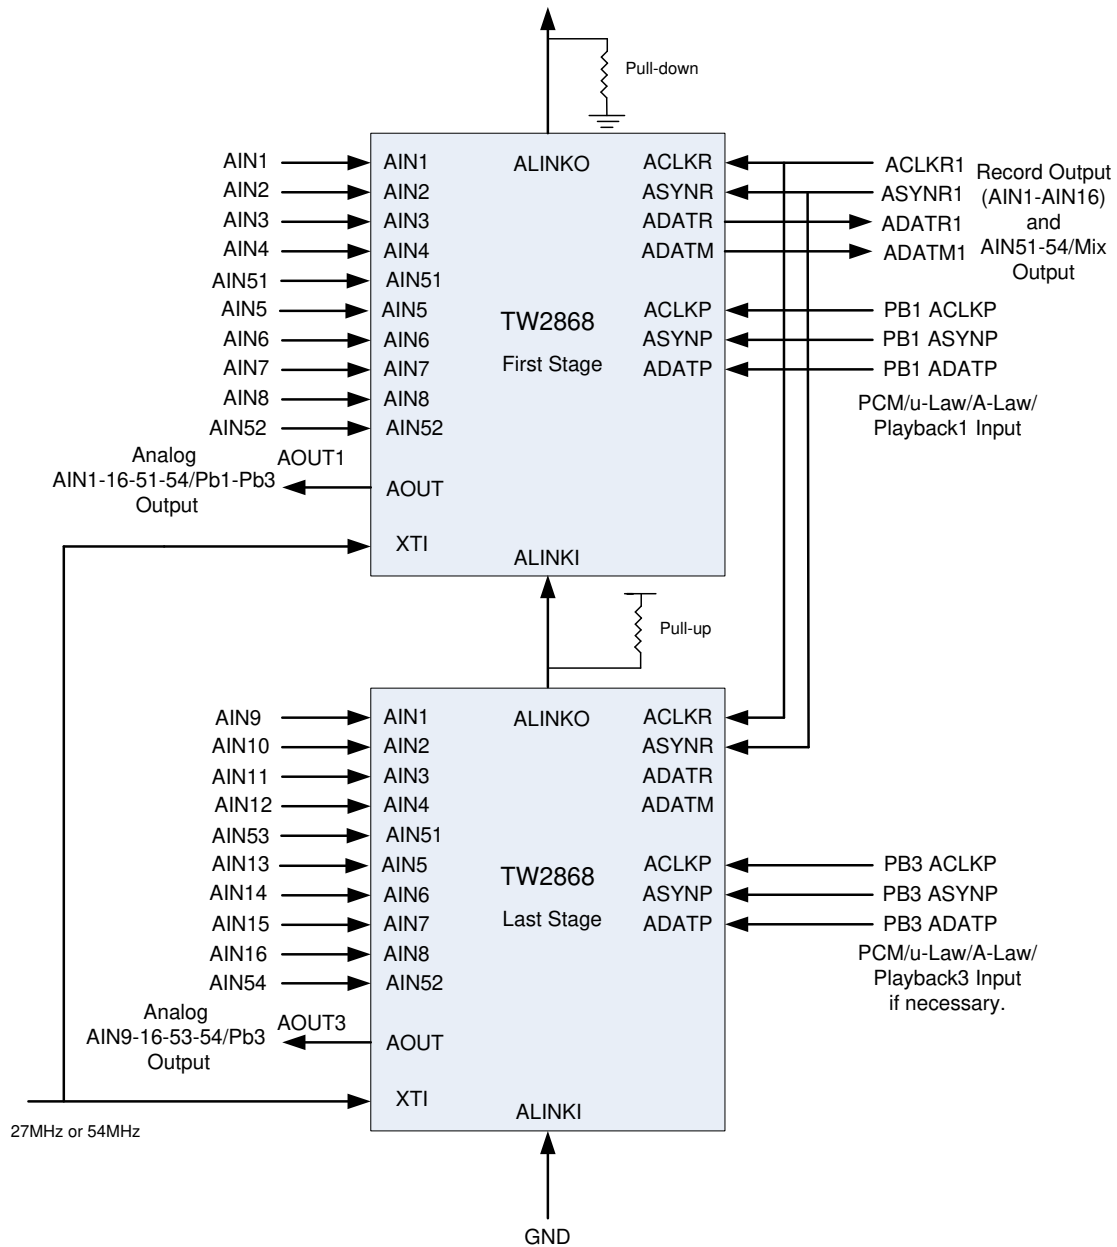 Pull-down
AIN1 AIN1 ALINKO ACLKR ACLKR1
AIN2 AIN2 ASYNR ASYNR1
AIN3 AIN3 ADATR ADATR1
AIN4 AIN4 ADATM ADATM1
Record Output
(AIN1-AIN16)
and
AIN51-54/Mix
Output
AIN51 AIN51
AIN5 AIN5 ACLKP PB1 ACLKP
AIN6 AIN6 ASYNP PB1 ASYNP
AIN7 AIN7 ADATP PB1 ADATP
TW2868
First Stage
AIN8 AIN8
AIN52 AIN52
PCM/u-Law/A-Law/
Playback1 Input
Analog
AIN1-16-51-54/Pb1-Pb3
Output
AOUT1
AOUT
XTI
ALINKI
Pull-up
AIN9 AIN1 ALINKO ACLKR
AIN10 AIN2 ASYNR
AIN11 AIN3 ADATR
AIN12 AIN4 ADATM
AIN53 AIN51
AIN13 AIN5 ACLKP PB3 ACLKP
AIN14 AIN6 ASYNP PB3 ASYNP
AIN15 AIN7 ADATP PB3 ADATP
TW2868
Last Stage
AIN16 AIN8
AIN54 AIN52
PCM/u-Law/A-Law/
Playback3 Input
if necessary.
Analog
AIN9-16-53-54/Pb3
Output
AOUT3
AOUT
XTI
ALINKI
27MHz or 54MHz
GND